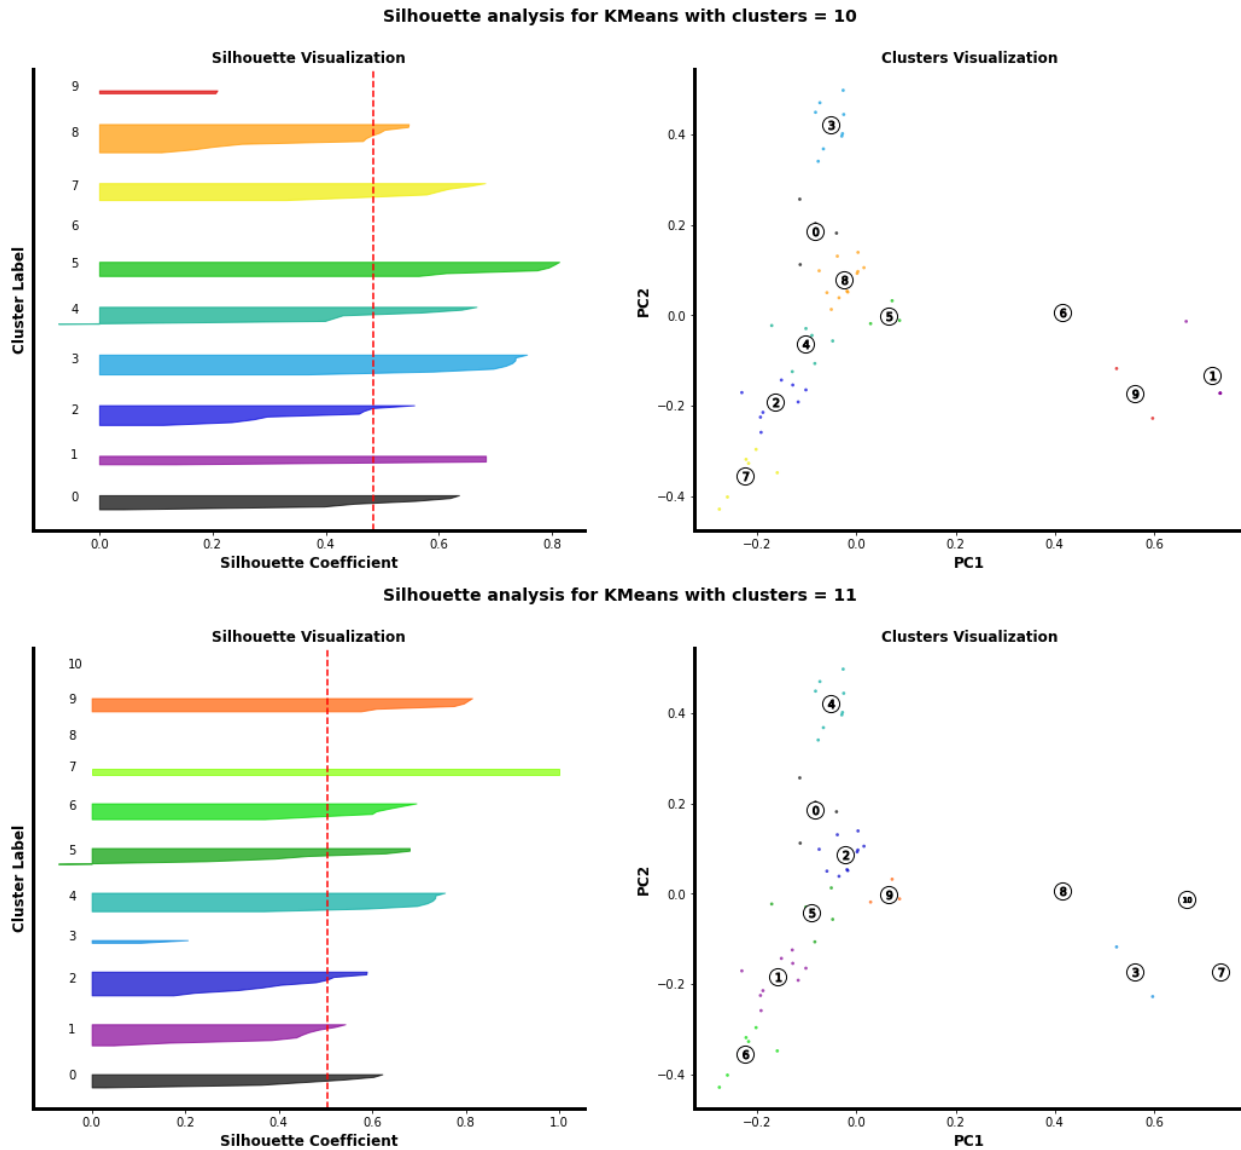 Silhouette analysis for KMeans with clusters = 10
Silhouette Visualization
Cluster Label
9
8
7
6
5
4
3
2
1
0
0.0 0.2 0.4 0.6 0.8
Silhouette Coefficient
Clusters Visualization
PC2
0.4
0.2
0.0
−0.2
−0.4
3
0
8
6
5
4
1
9
2
7
−0.2 0.0 0.2 0.4 0.6
PC1
Silhouette analysis for KMeans with clusters = 11
Silhouette Visualization
Cluster Label
10
9
8
7
6
5
4
3
2
1
0
0.0 0.2 0.4 0.6 0.8 1.0
Silhouette Coefficient
Clusters Visualization
PC2
0.4
0.2
0.0
−0.2
−0.4
4
0
2
8
9
10
5
3
7
1
6
−0.2 0.0 0.2 0.4 0.6
PC1